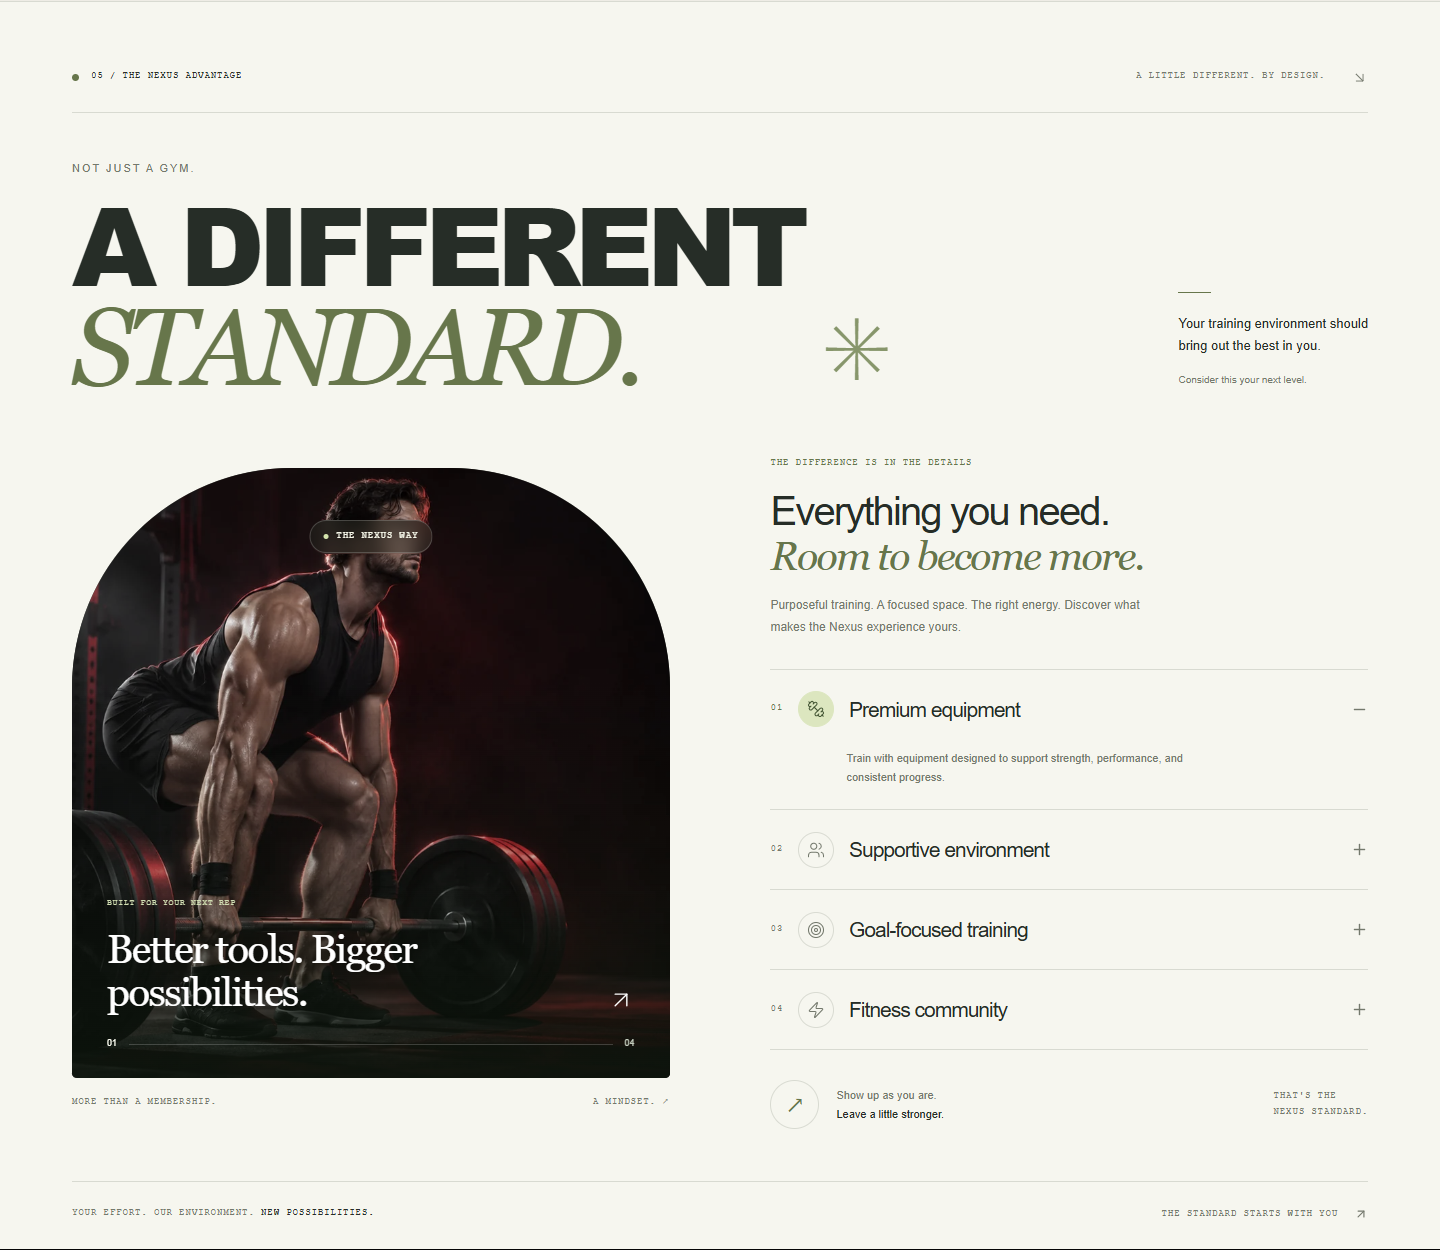 05 / THE NEXUS ADVANTAGE
A LITTLE DIFFERENT. BY DESIGN.
NOT JUST A GYM.
A DIFFERENT
STANDARD.
Your training environment should
bring out the best in you.
Consider this your next level.
THE NEXUS WAY
BUILT FOR YOUR NEXT REP
Better tools. Bigger
possibilities.
01
04
MORE THAN A MEMBERSHIP.
A MINDSET. ↗
THE DIFFERENCE IS IN THE DETAILS
Everything you need.
Room to become more.
Purposeful training. A focused space. The right energy. Discover what
makes the Nexus experience yours.
01
Premium equipment
Train with equipment designed to support strength, performance, and
consistent progress.
02
Supportive environment
03
Goal-focused training
04
Fitness community
Show up as you are.
Leave a little stronger.
THAT'S THE
NEXUS STANDARD.
YOUR EFFORT. OUR ENVIRONMENT. NEW POSSIBILITIES.
THE STANDARD STARTS WITH YOU